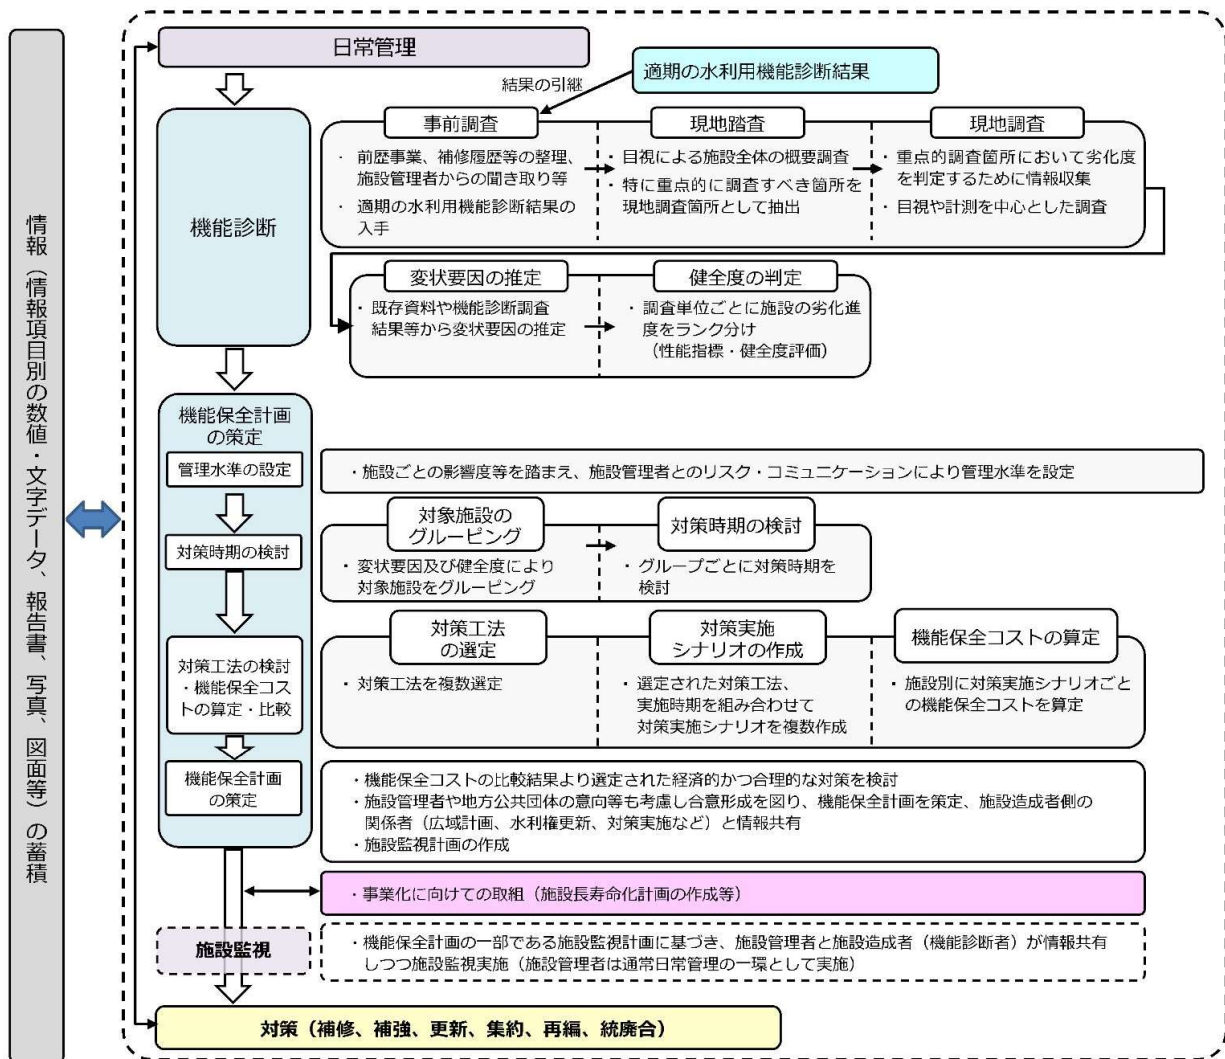 情報（情報項目別の数値・文字データ、報告書、写真、図面等）の蓄積
日常管理
適期の水利用機能診断結果
結果の引継
機能診断
事前調査
・ 前歴事業、補修履歴等の整理、
施設管理者からの聞き取り等
・ 適期の水利用機能診断結果の
入手
現地踏査
・目視による施設全体の概要調査
・特に重点的に調査すべき箇所を
現地調査箇所として抽出
現地調査
・重点的調査箇所において劣化度
を判定するために情報収集
・目視や計測を中心とした調査
変状要因の推定
・既存資料や機能診断調査
結果等から変状要因の推定
健全度の判定
・調査単位ごとに施設の劣化進
度をランク分け
（性能指標・健全度評価）
機能保全計画
の策定
管理水準の設定
・施設ごとの影響度等を踏まえ、施設管理者とのリスク・コミュニケーションにより管理水準を設定
対策時期の検討
対象施設の
グルーピング
・変状要因及び健全度により
対象施設をグルーピング
対策時期の検討
・グループごとに対策時期を
検討
対策工法の検討
・機能保全コス
トの算定・比較
対策工法
の選定
・対策工法を複数選定
対策実施
シナリオの作成
・選定された対策工法、
実施時期を組み合わせて
対策実施シナリオを複数作成
機能保全コストの算定
・施設別に対策実施シナリオごと
の機能保全コストを算定
機能保全計画
の策定
・機能保全コストの比較結果より選定された経済的かつ合理的な対策を検討
・施設管理者や地方公共団体の意向等も考慮し合意形成を図り、機能保全計画を策定、施設造成者側の
関係者（広域計画、水利権更新、対策実施など）と情報共有
・施設監視計画の作成
・事業化に向けての取組（施設長寿命化計画の作成等）
施設監視
・機能保全計画の一部である施設監視計画に基づき、施設管理者と施設造成者（機能診断者）が情報共有
しつつ施設監視実施（施設管理者は通常日常管理の一環として実施）
対策（補修、補強、更新、集約、再編、統廃合）